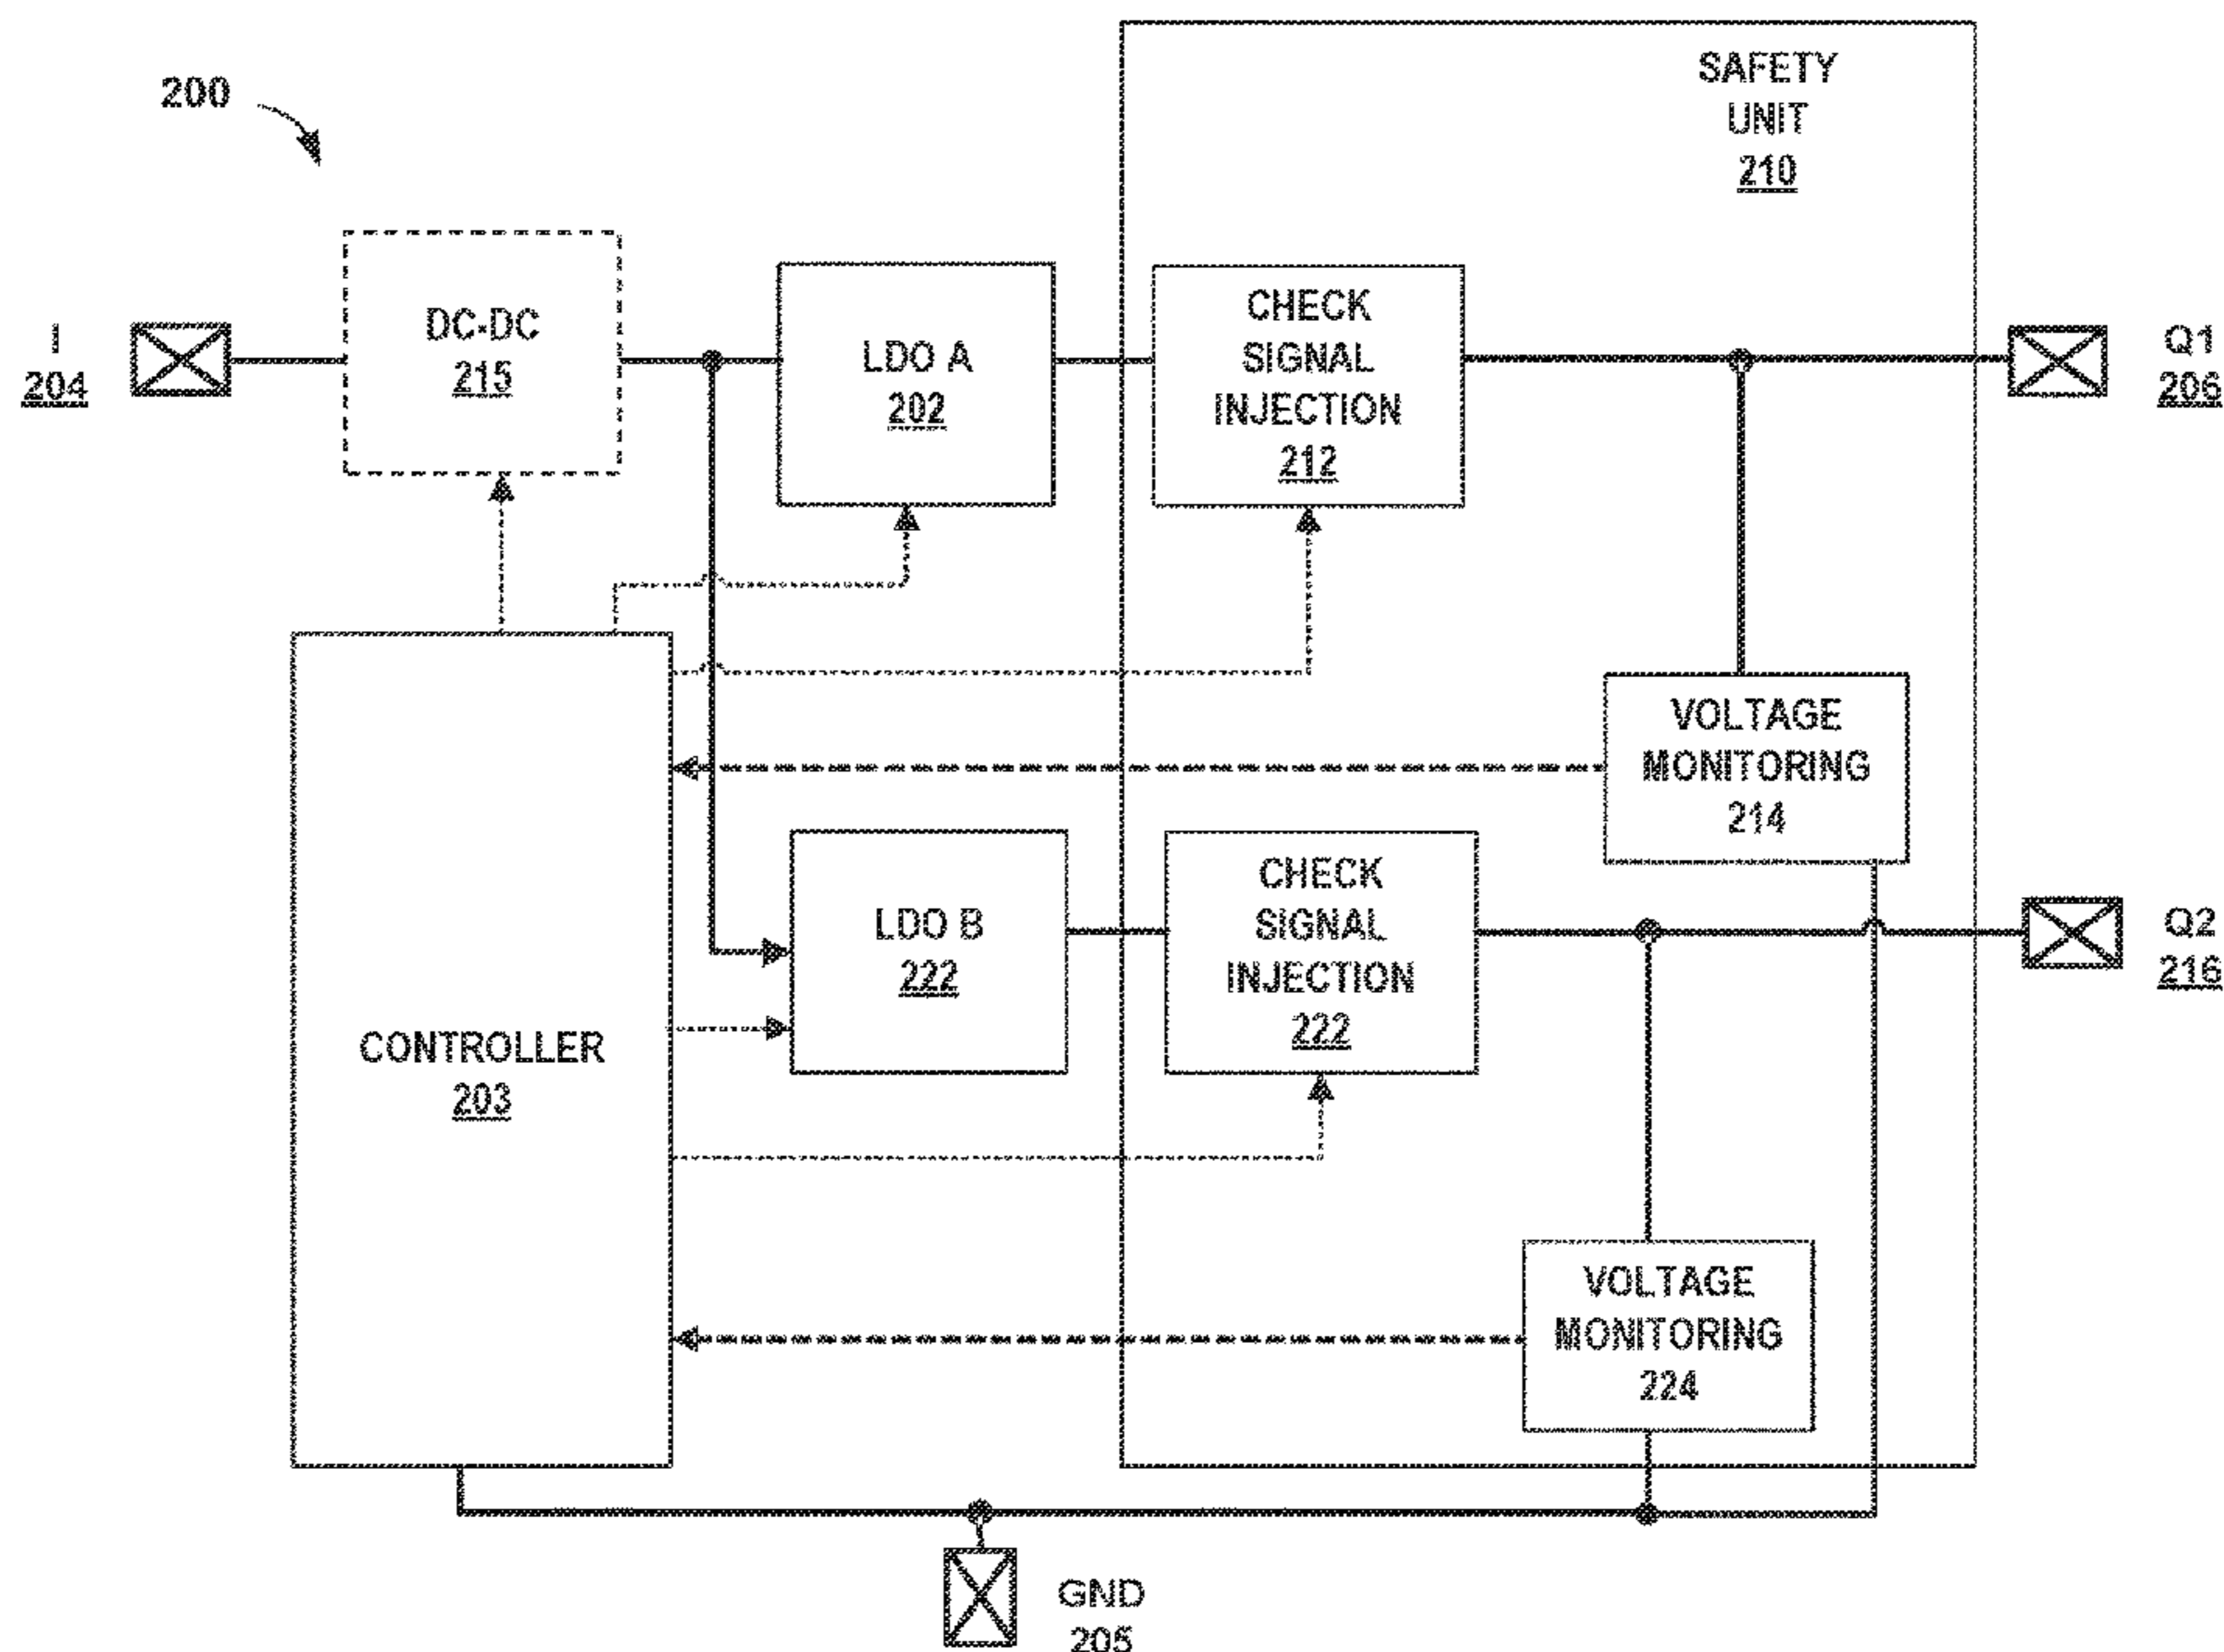 SAFETY
UNIT
210
200
I
204
DC-DC
215
LDO A
202
CHECK
SIGNAL
INJECTION
212
Q1
206
VOLTAGE
MONITORING
214
CONTROLLER
203
LDO B
222
CHECK
SIGNAL
INJECTION
222
Q2
216
VOLTAGE
MONITORING
224
GND
205